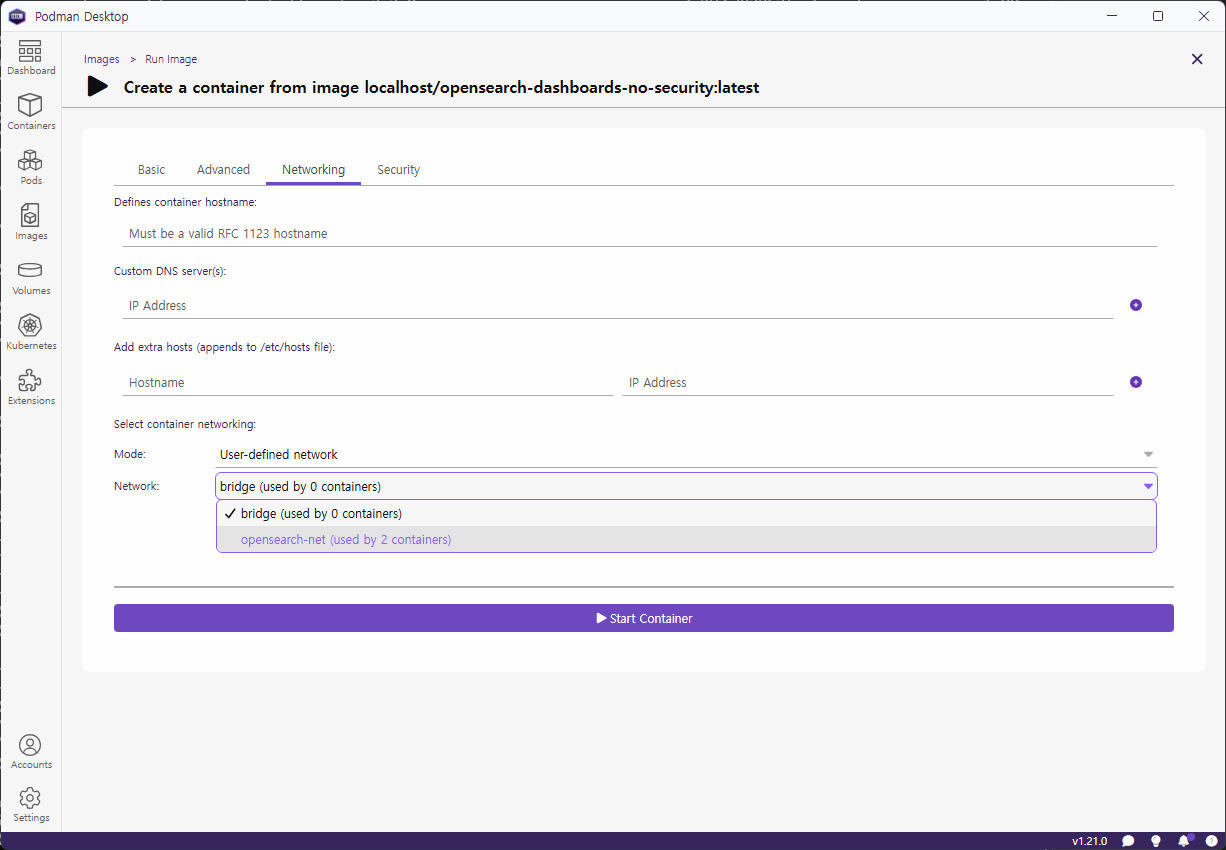 Podman Desktop
Images > Run Image
Create a container from image localhost/opensearch-dashboards-no-security:latest
Dashboard
Containers
Pods
Images
Volumes
Kubernetes
Extensions
Accounts
Settings
Basic Advanced Networking Security
Defines container hostname:
Must be a valid RFC 1123 hostname
Custom DNS server(s):
IP Address
Add extra hosts (appends to /etc/hosts file):
Hostname IP Address
Select container networking:
Mode: User-defined network
Network: bridge (used by 0 containers)
bridge (used by 0 containers)
opensearch-net (used by 2 containers)
Start Container
v1.21.0